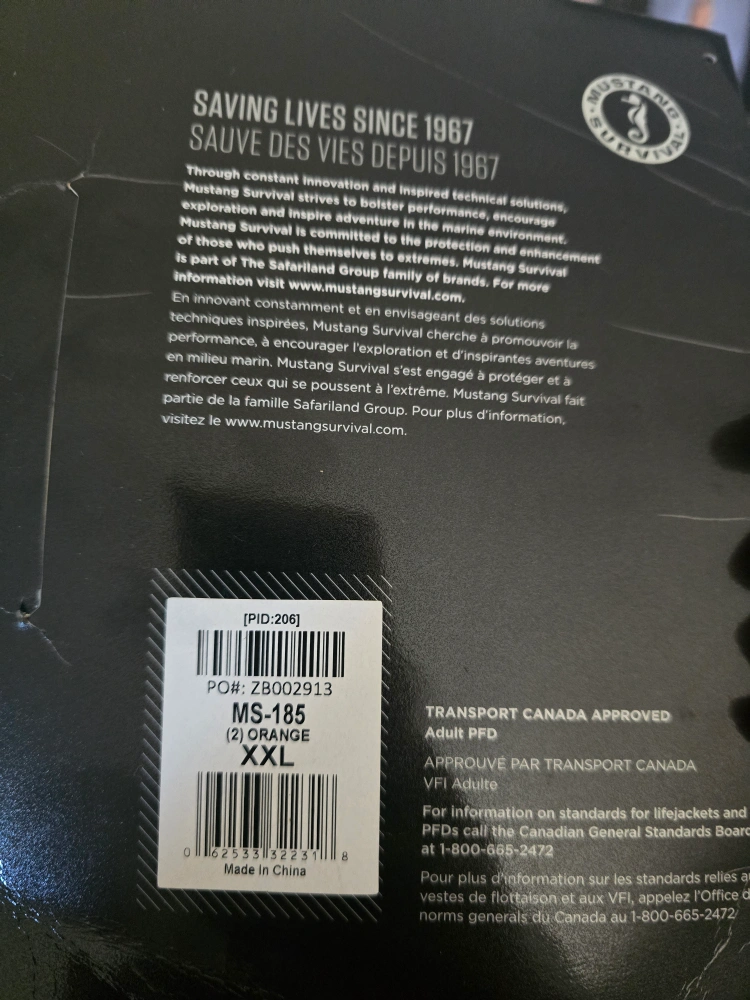 MUSTANG SURVIVAL
SAVING LIVES SINCE 1967
SAUVE DES VIES DEPUIS 1967
Through constant innovation and inspired technical solutions,
Mustang Survival strives to bolster performance, encourage
exploration and inspire adventure in the marine environment.
Mustang Survival is committed to the protection and enhancement
of those who push themselves to extremes. Mustang Survival
is part of The Safariland Group family of brands. For more
information visit www.mustangsurvival.com.
En innovant constamment et en envisageant des solutions
techniques inspirées, Mustang Survival cherche à promouvoir la
performance, à encourager l'exploration et d'inspirantes aventures
en milieu marin. Mustang Survival s'est engagé à protéger et à
renforcer ceux qui se poussent à l'extrême. Mustang Survival fait
partie de la famille Safariland Group. Pour plus d'information,
visitez le www.mustangsurvival.com.
[PID:206]
PO#: ZB002913
MS-185
(2) ORANGE
XXL
0 62533 32231 8
Made in China
TRANSPORT CANADA APPROVED
Adult PFD
APPROUVÉ PAR TRANSPORT CANADA
VFI Adulte
For information on standards for lifejackets and
PFDs call the Canadian General Standards Board
at 1-800-665-2472
Pour plus d'information sur les standards reliés
vestes de flottaison et aux VFI, appelez l'Office
norms generals du Canada au 1-800-665-2472